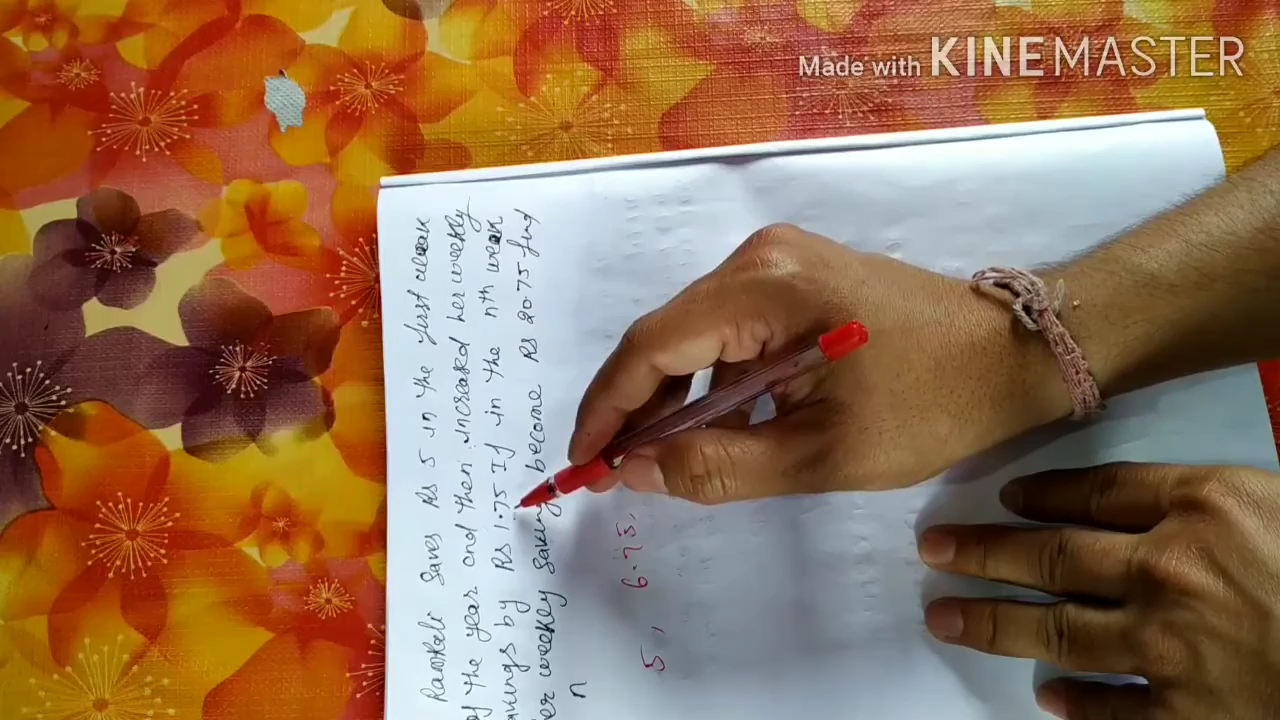 Made with KINEMASTER
Ramkali Saves Rs 5 in the first week
of the year and then increased her weekly
savings by Rs 1.75 If in the nth week
her weekly saking become Rs 20.75 find
n
5, 6.75,